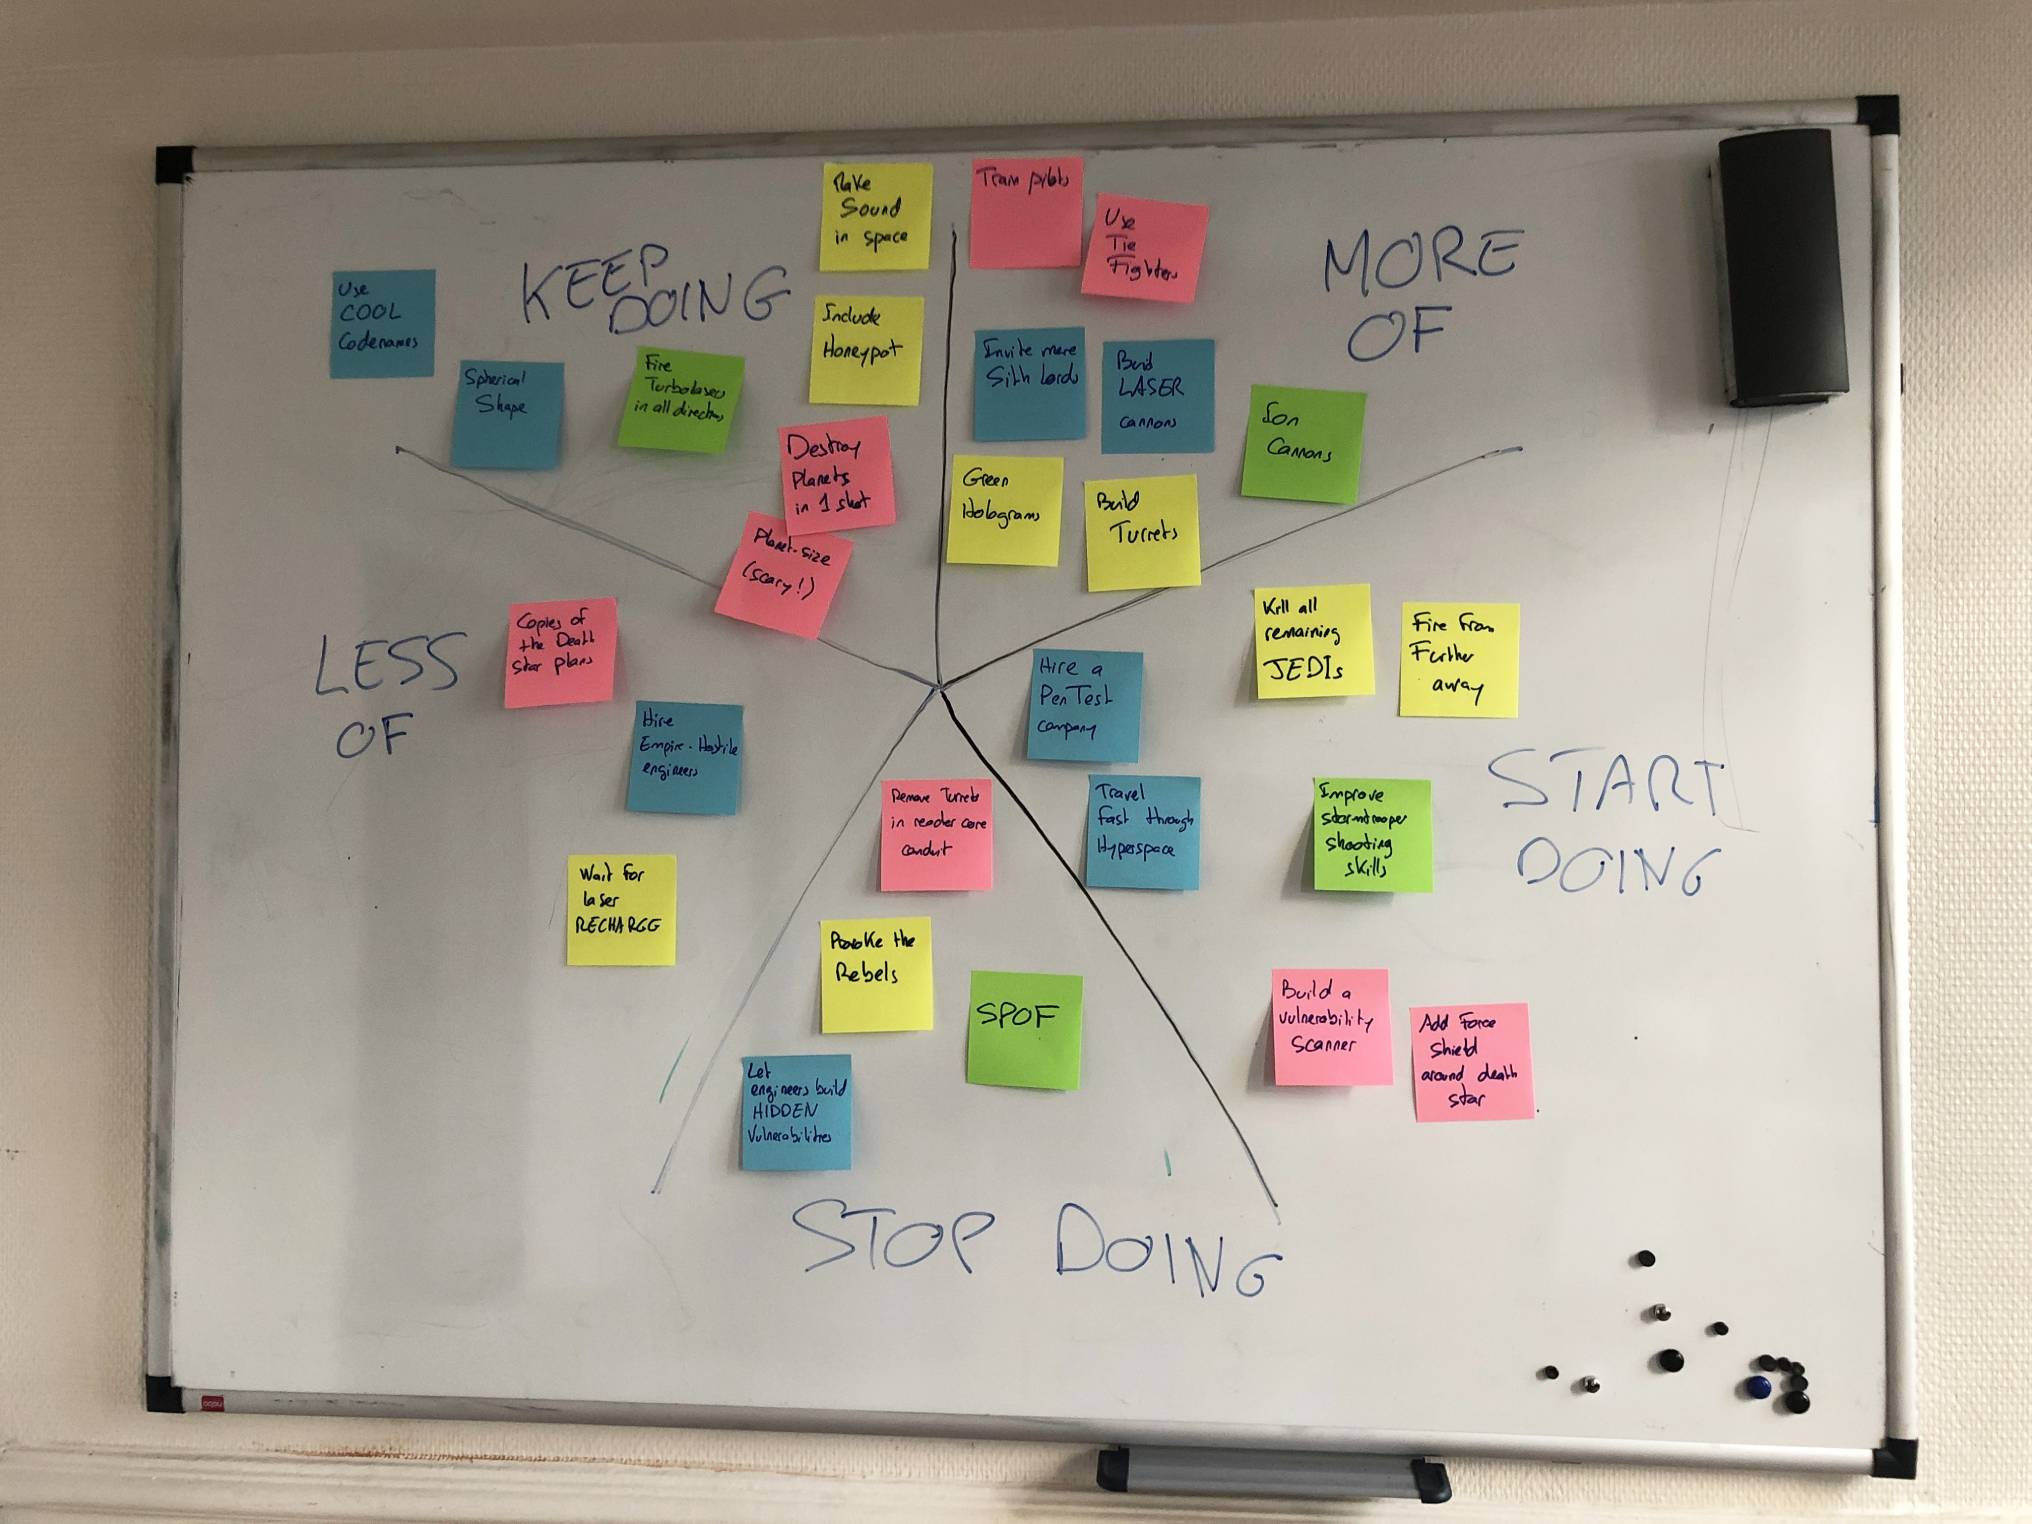 KEEP
DOING
Use
COOL
Codenames
Spherical
Shape
Fire
Turbolasers
in all directions
Make
Sound
in space
Include
Honeypot
Destroy
Planets
in 1 shot
Planet-size
(scary!)
MORE
OF
Train pilots
Use
Tie
Fighters
Invite more
Sith Lords
Build
LASER
cannons
Ion
Cannons
Green
Holograms
Build
Turrets
LESS
OF
Copies of
the Death
Star plans
Hire
Empire-Hostile
engineers
Wait for
laser
RECHARGE
START
DOING
Kill all
remaining
JEDIs
Fire from
Further
away
Hire a
PenTest
company
Travel
fast through
Hyperspace
Improve
stormtrooper
shooting
skills
Build a
vulnerability
scanner
Add Force
shield
around death
star
STOP DOING
Remove Turrets
in reactor core
conduit
Provoke the
Rebels
SPOF
Let
engineers build
HIDDEN
Vulnerabilities